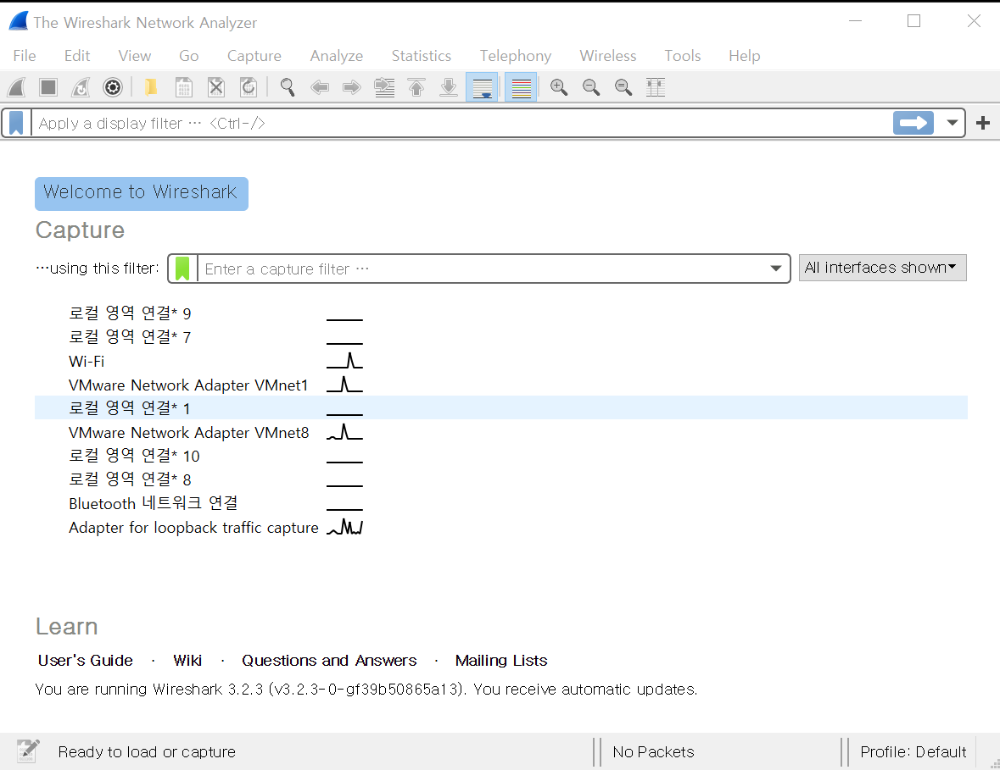 The Wireshark Network Analyzer
File Edit View Go Capture Analyze Statistics Telephony Wireless Tools Help
Apply a display filter … <Ctrl-/>
Welcome to Wireshark
Capture
…using this filter: Enter a capture filter … All interfaces shown
로컬 영역 연결* 9
로컬 영역 연결* 7
Wi-Fi
VMware Network Adapter VMnet1
로컬 영역 연결* 1
VMware Network Adapter VMnet8
로컬 영역 연결* 10
로컬 영역 연결* 8
Bluetooth 네트워크 연결
Adapter for loopback traffic capture
Learn
User's Guide · Wiki · Questions and Answers · Mailing Lists
You are running Wireshark 3.2.3 (v3.2.3-0-gf39b50865a13). You receive automatic updates.
Ready to load or capture No Packets Profile: Default